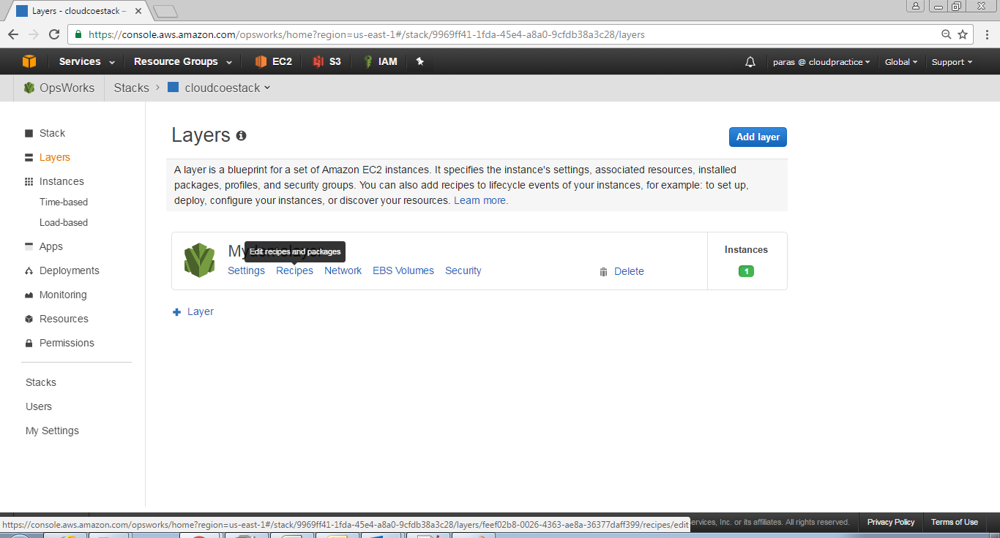 Layers - cloudcoestack –
https://console.aws.amazon.com/opsworks/home?region=us-east-1#/stack/9969ff41-1fda-45e4-a8a0-9cfdb38a3c28/layers
Services Resource Groups EC2 S3 IAM paras @ cloudpractice Global Support
OpsWorks Stacks > cloudcoestack
Stack
Layers
Instances
Time-based
Load-based
Apps
Deployments
Monitoring
Resources
Permissions
Stacks
Users
My Settings
Layers
Add layer
A layer is a blueprint for a set of Amazon EC2 instances. It specifies the instance's settings, associated resources, installed
packages, profiles, and security groups. You can also add recipes to lifecycle events of your instances, for example: to set up,
deploy, configure your instances, or discover your resources. Learn more.
Edit recipes and packages
Settings Recipes Network EBS Volumes Security Delete
Instances
1
Layer
https://console.aws.amazon.com/opsworks/home?region=us-east-1#/stack/9969ff41-1fda-45e4-a8a0-9cfdb38a3c28/layers/feef02b8-0026-4363-ae8a-36377daff399/recipes/edit
ervices, Inc. or its affiliates. All rights reserved. Privacy Policy Terms of Use